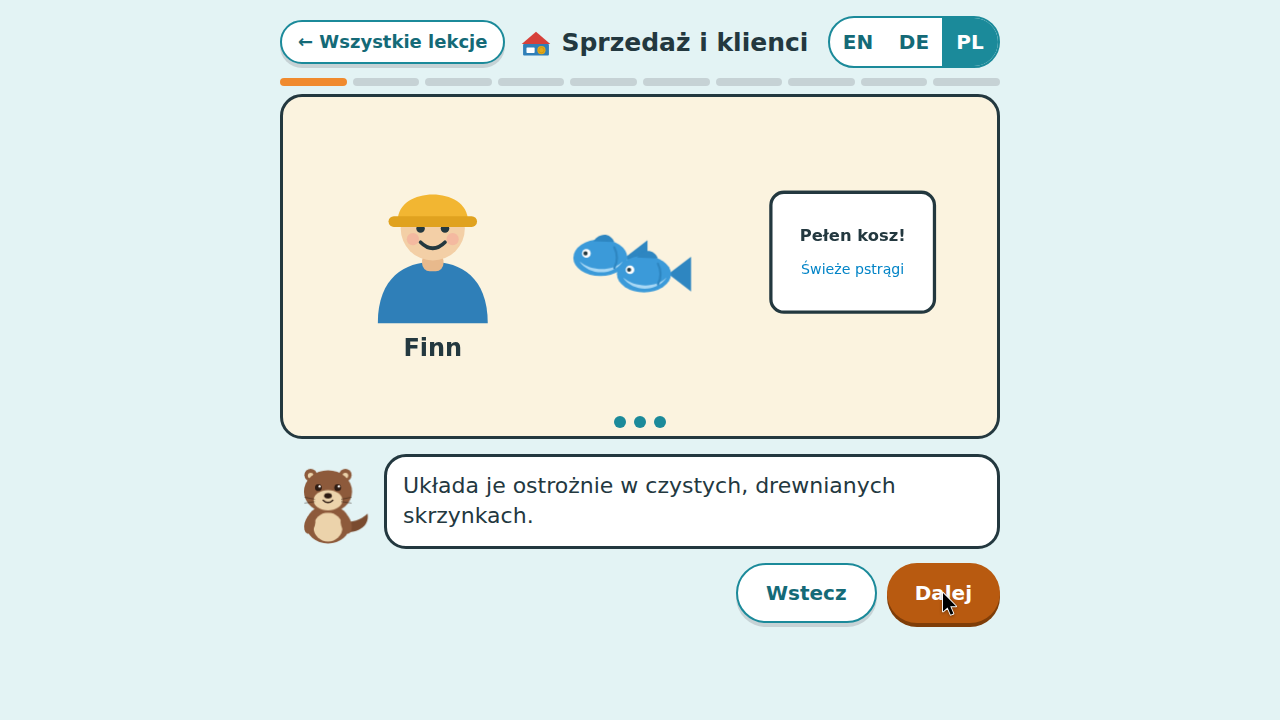 ← Wszystkie lekcje
Sprzedaż i klienci
EN DE PL
Pełen kosz!
Świeże pstrągi
Finn
Układa je ostrożnie w czystych, drewnianych
skrzynkach.
Wstecz
Dalej